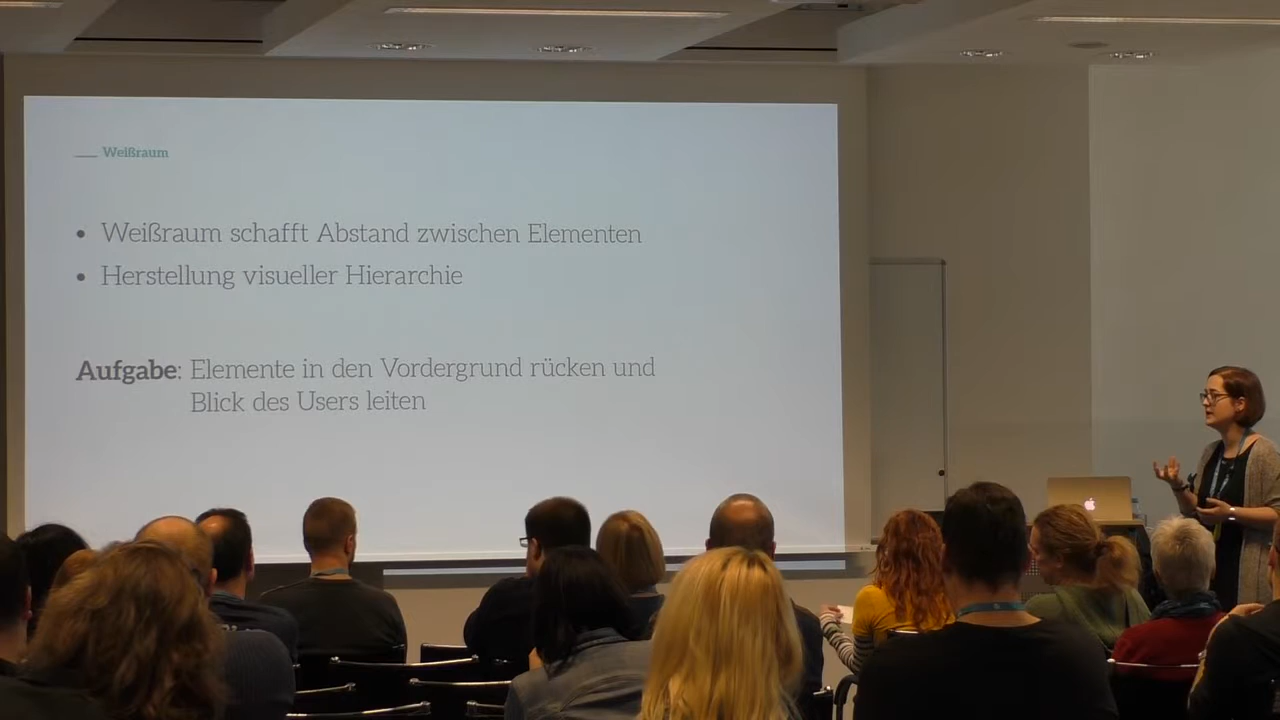 Weißraum
• Weißraum schafft Abstand zwischen Elementen
• Herstellung visueller Hierarchie
Aufgabe: Elemente in den Vordergrund rücken und
Blick des Users leiten